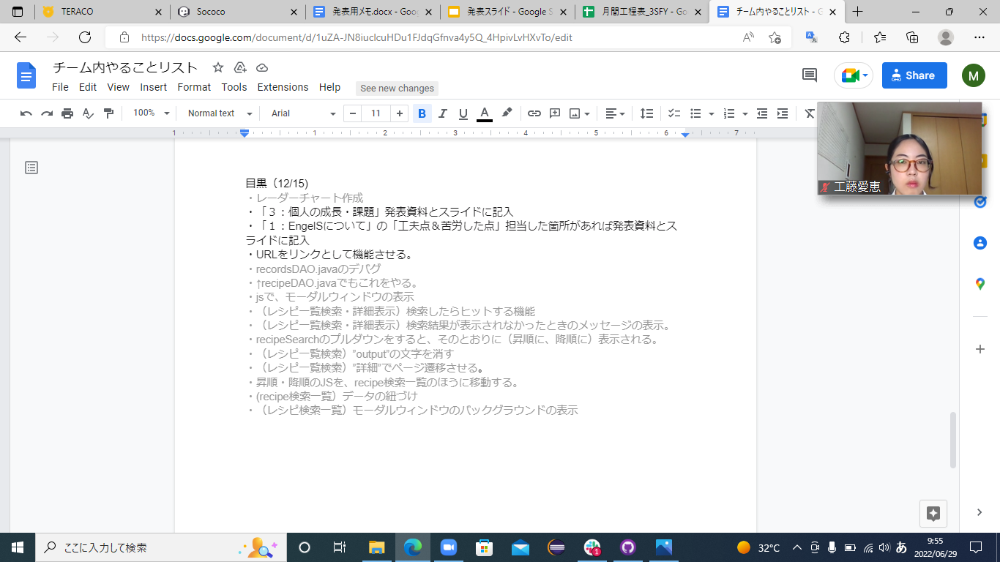 TERACO
Sococo
発表用メモ.docx - Goog
発表スライド - Google S
月間工程表_3SFY - Go
チーム内やることリスト - G
https://docs.google.com/document/d/1uZA-JN8iuclcuHDu1FJdqGfnva4y5Q_4HpivLvHXvTo/edit
チーム内やることリスト
File Edit View Insert Format Tools Extensions Help See new changes
Share
M
100% Normal text Arial 11 B I U A
1 1 2 3 4 5 6 7
工藤愛恵
目黒（12/15)
・レーダーチャート作成
・「３：個人の成長・課題」発表資料とスライドに記入
・「１：EngelSについて」の「工夫点＆苦労した点」担当した箇所があれば発表資料とス
ライドに記入
・URLをリンクとして機能させる。
・recordsDAO.javaのデバグ
・↑recipeDAO.javaでもこれをやる。
・jsで、モーダルウィンドウの表示
・（レシピ一覧検索・詳細表示）検索したらヒットする機能
・（レシピ一覧検索・詳細表示）検索結果が表示されなかったときのメッセージの表示。
・recipeSearchのプルダウンをすると、そのとおりに（昇順に、降順に）表示される。
・（レシピ一覧検索）”output”の文字を消す
・（レシピ一覧検索）”詳細”でページ遷移させる。
・昇順・降順のJSを、recipe検索一覧のほうに移動する。
・(recipe検索一覧）データの紐づけ
・（レシピ検索一覧）モーダルウィンドウのバックグラウンドの表示
ここに入力して検索
1
32°C
あ
9:55
2022/06/29